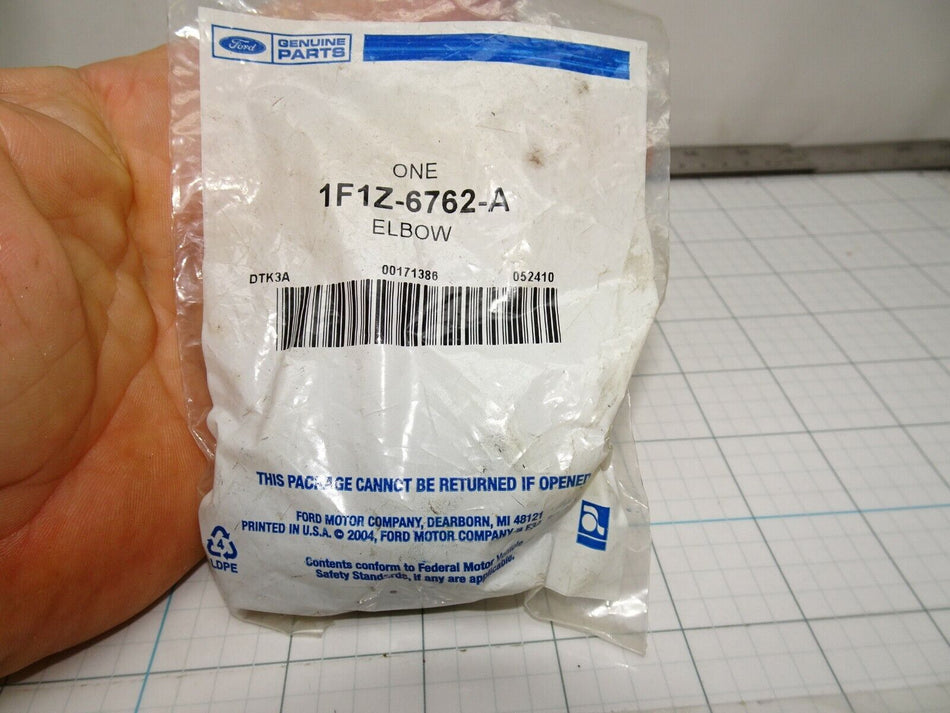 Ford GENUINE PARTS
ONE
1F1Z-6762-A
ELBOW
DTK3A 00171386 052410
THIS PACKAGE CANNOT BE RETURNED IF OPENED
FORD MOTOR COMPANY, DEARBORN, MI 48121
PRINTED IN U.S.A. © 2004, FORD MOTOR COMPANY
4
LDPE
Contents conform to Federal Motor Vehicle
Safety Standards, if any are applicable.